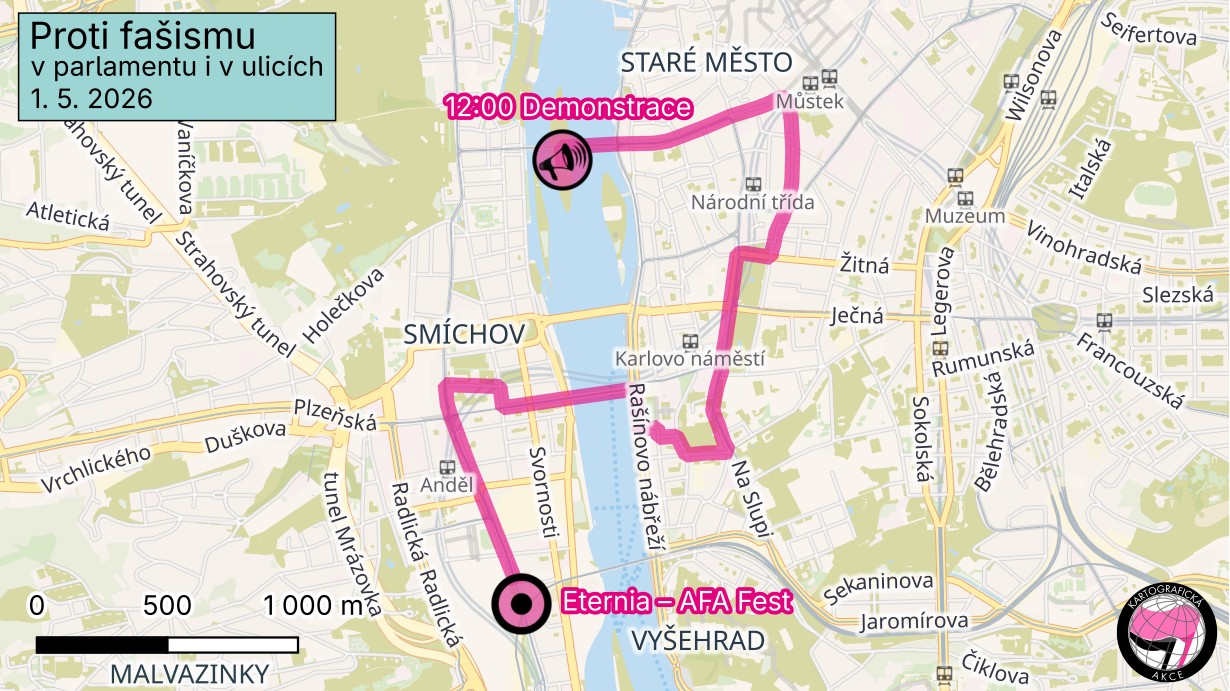 Proti fašismu
v parlamentu i v ulicích
1. 5. 2026
STARÉ MĚSTO
12:00 Demonstrace
Můstek
Seifertova
Wilsonova
Italská
ahovský tunel
Vaníčkova
Atletická
Strahovský tunel
Holečkova
Národní třída
Muzeum
Vinohradská
Žitná
Slezská
Legerova
Ječná
SMÍCHOV
Karlovo náměstí
Rumunská
Francouzská
Plzeňská
Duškova
Vrchlického
Rašínovo nábřeží
Sokolská
Bělehradská
Anděl
Svornosti
Na Slupi
tunel Mrázovka
Radlická
Radlická
Sekaninova
Jaromírova
Eternia – AFA Fest
VYŠEHRAD
Čiklova
0 500 1 000 m
MALVAZINKY
KARTOGRAFICKÁ
AKCE